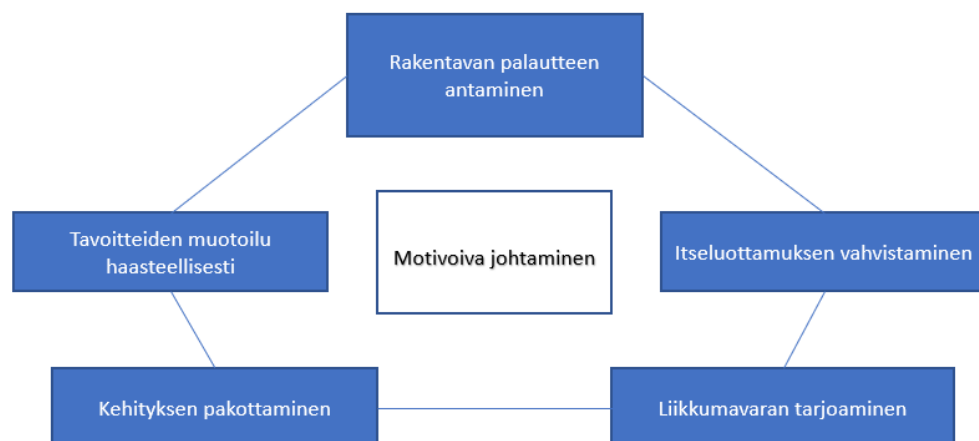 Rakentavan palautteen
antaminen
Tavoitteiden muotoilu
haasteellisesti
Motivoiva johtaminen
Itseluottamuksen vahvistaminen
Kehityksen pakottaminen
Liikkumavaran tarjoaminen